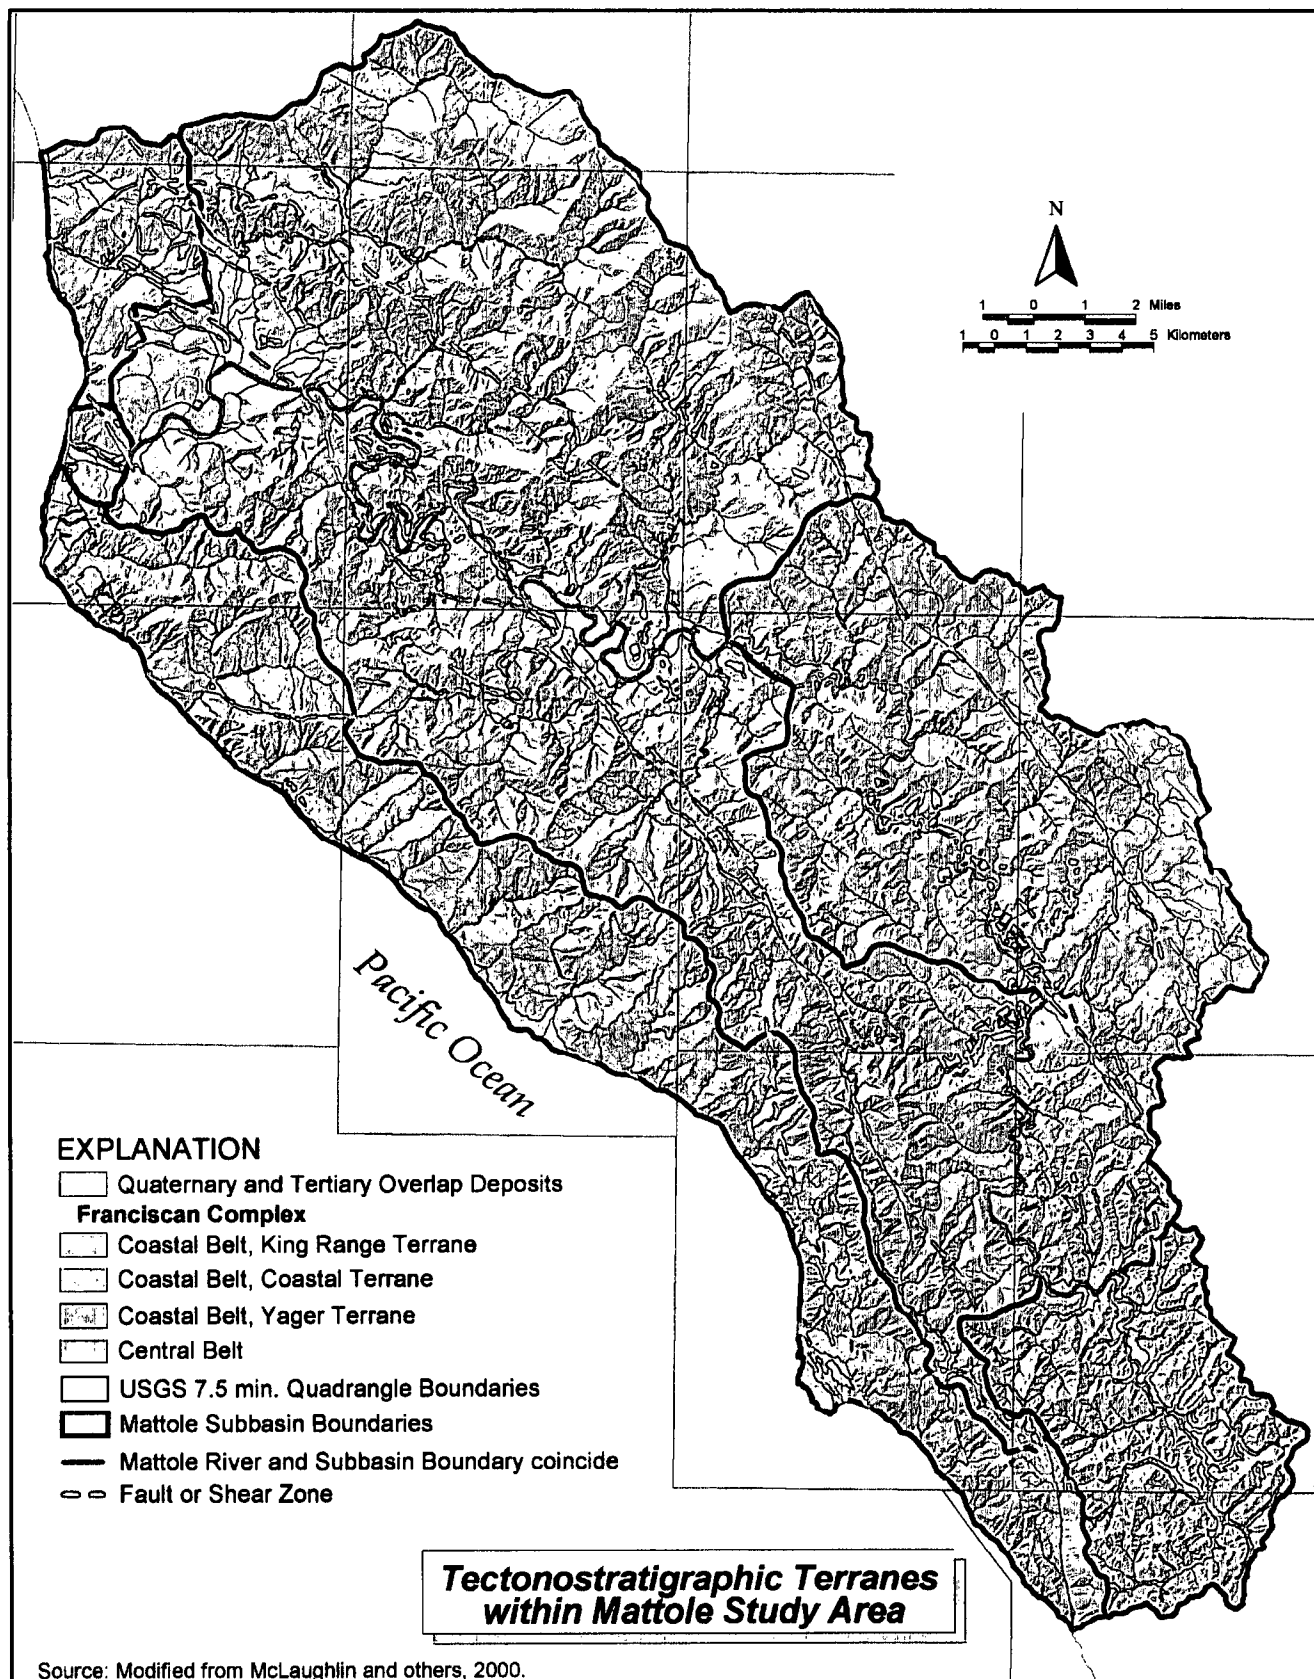 N
1 0 1 2 Miles
1 0 1 2 3 4 5 Kilometers
Pacific Ocean
EXPLANATION
Quaternary and Tertiary Overlap Deposits
Franciscan Complex
Coastal Belt, King Range Terrane
Coastal Belt, Coastal Terrane
Coastal Belt, Yager Terrane
Central Belt
USGS 7.5 min. Quadrangle Boundaries
Mattole Subbasin Boundaries
Mattole River and Subbasin Boundary coincide
Fault or Shear Zone
Tectonostratigraphic Terranes
within Mattole Study Area
Source: Modified from McLaughlin and others, 2000.